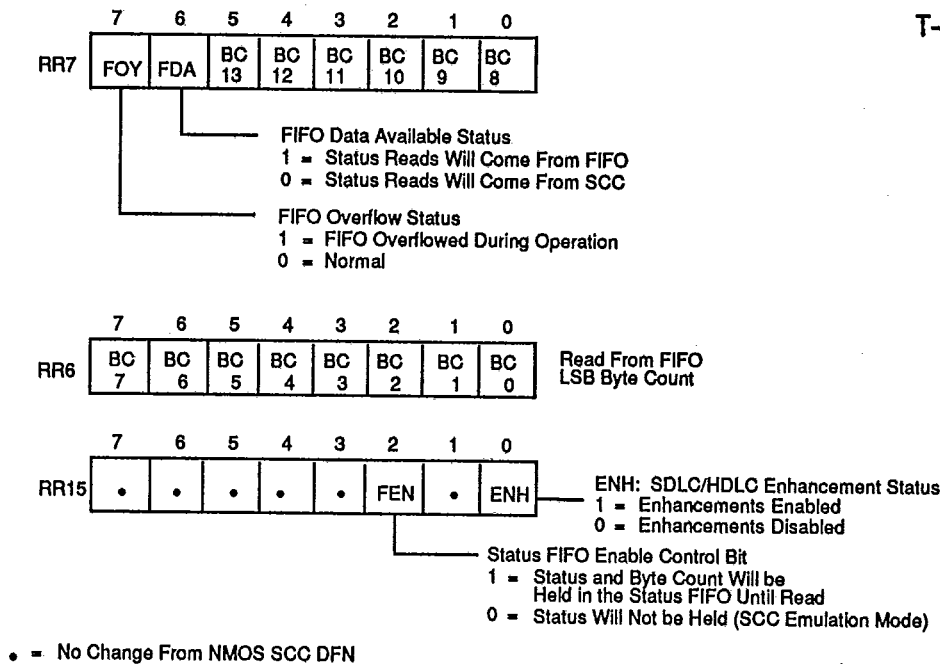 T-
7 6 5 4 3 2 1 0
RR7 FOY FDA BC 13 BC 12 BC 11 BC 10 BC 9 BC 8
FIFO Data Available Status
1 = Status Reads Will Come From FIFO
0 = Status Reads Will Come From SCC
FIFO Overflow Status
1 = FIFO Overflowed During Operation
0 = Normal
7 6 5 4 3 2 1 0
RR6 BC 7 BC 6 BC 5 BC 4 BC 3 BC 2 BC 1 BC 0
Read From FIFO
LSB Byte Count
7 6 5 4 3 2 1 0
RR15 • • • • • FEN • ENH
ENH: SDLC/HDLC Enhancement Status
1 = Enhancements Enabled
0 = Enhancements Disabled
Status FIFO Enable Control Bit
1 = Status and Byte Count Will be
Held in the Status FIFO Until Read
0 = Status Will Not be Held (SCC Emulation Mode)
• = No Change From NMOS SCC DFN